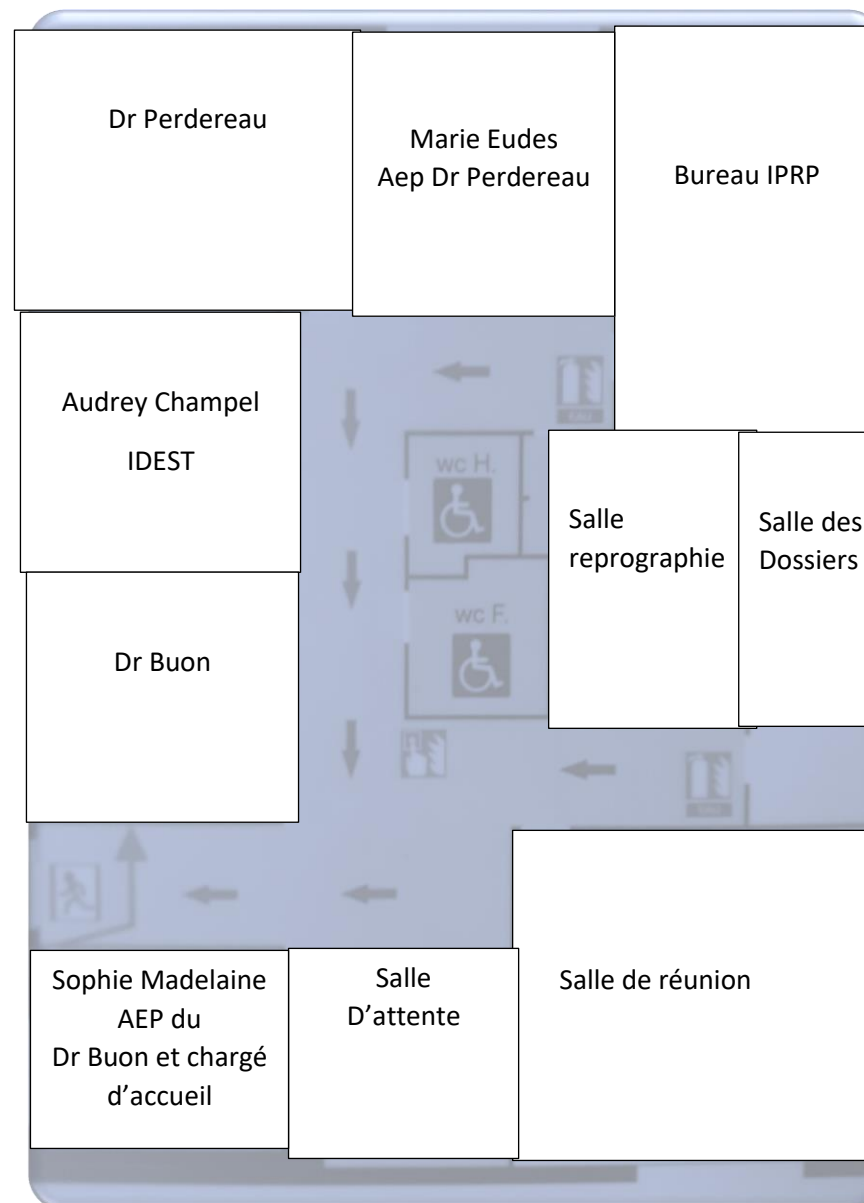 Dr Perdereau
Marie Eudes
Aep Dr Perdereau
Bureau IPRP
Audrey Champel
IDEST
wc H.
Salle
reprographie
Salle des
Dossiers
wc F.
Dr Buon
Sophie Madelaine
AEP du
Dr Buon et chargé
d’accueil
Salle
D’attente
Salle de réunion